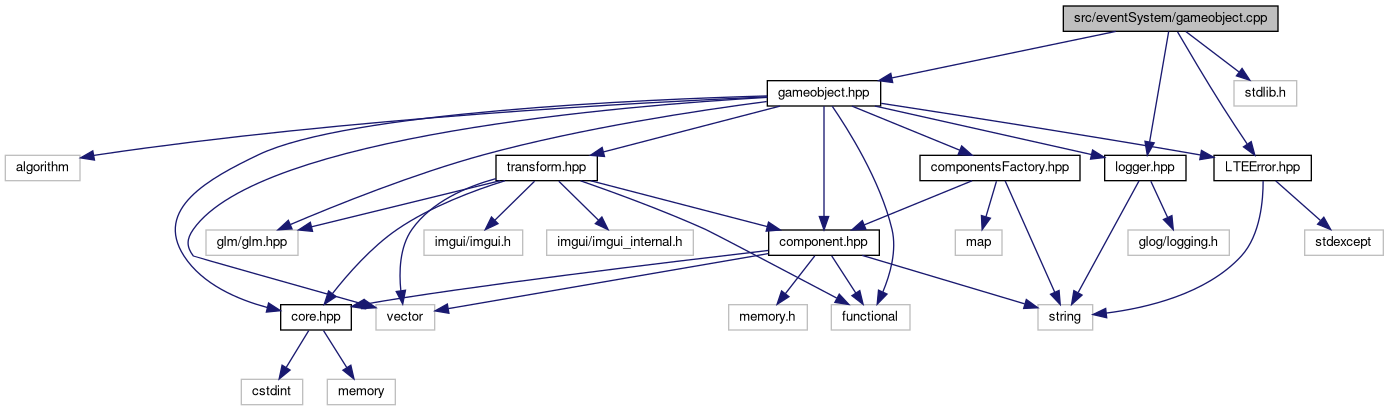 src/eventSystem/gameobject.cpp
gameobject.hpp
stdlib.h
algorithm
transform.hpp
componentsFactory.hpp
logger.hpp
LTEError.hpp
glm/glm.hpp
imgui/imgui.h
imgui/imgui_internal.h
component.hpp
map
glog/logging.h
stdexcept
core.hpp
vector
memory.h
functional
string
cstdint
memory